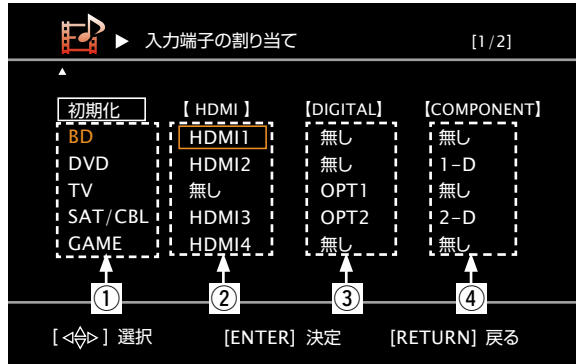 ▶ 入力端子の割り当て [1/2]
▲
初期化 【 HDMI 】 【DIGITAL】 【COMPONENT】
BD HDMI1 無し 無し
DVD HDMI2 無し 1-D
TV 無し OPT1 無し
SAT/CBL HDMI3 OPT2 2-D
GAME HDMI4 無し 無し
① ② ③ ④
[ ◁△▽▷ ] 選択 [ENTER] 決定 [RETURN] 戻る